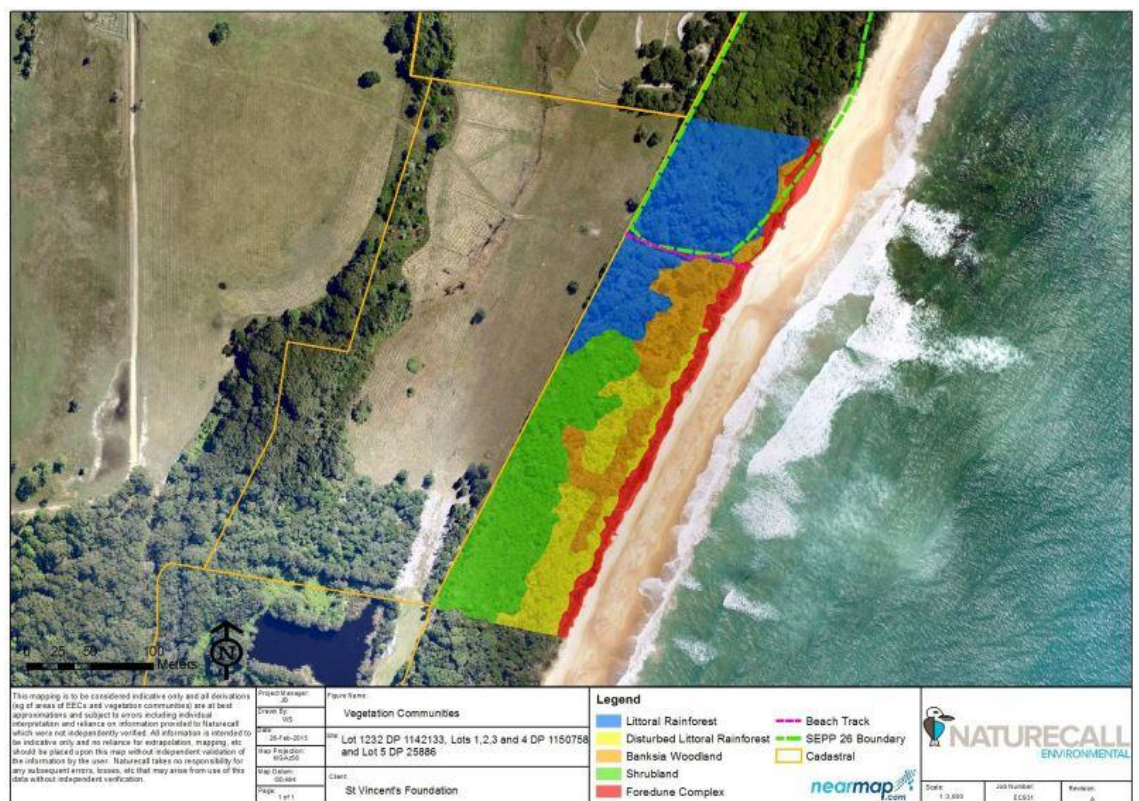 0 25 50 100
Meters
N
This mapping is to be considered indicative only and all derivations
(eg of areas of EECs and vegetation communities) are at best
approximations and subject to errors including individual
interpretation and reliance on information provided to Naturecall
which were not independently verified. All information is intended to
be indicative only and no reliance for extrapolation, mapping, etc
should be placed upon this map without independent validation of
the information by the user. Naturecall takes no responsibility for
any subsequent errors, losses, etc that may arise from use of this
data without independent verification.
Project Manager:
JB
Drawn By:
WS
Date
26-Feb-2015
Map Projection:
Map Datum:
Page:
1 of 1
Figure Name:
Vegetation Communities
Site: Lot 1232 DP 1142133, Lots 1,2,3 and 4 DP 1150758
and Lot 5 DP 25886
Client:
St Vincent's Foundation
Legend
Littoral Rainforest
Disturbed Littoral Rainforest
Banksia Woodland
Shrubland
Foredune Complex
Beach Track
SEPP 26 Boundary
Cadastral
nearmap.com
NATURECALL
ENVIRONMENTAL
Scale:
Job Number:
Revision:
A